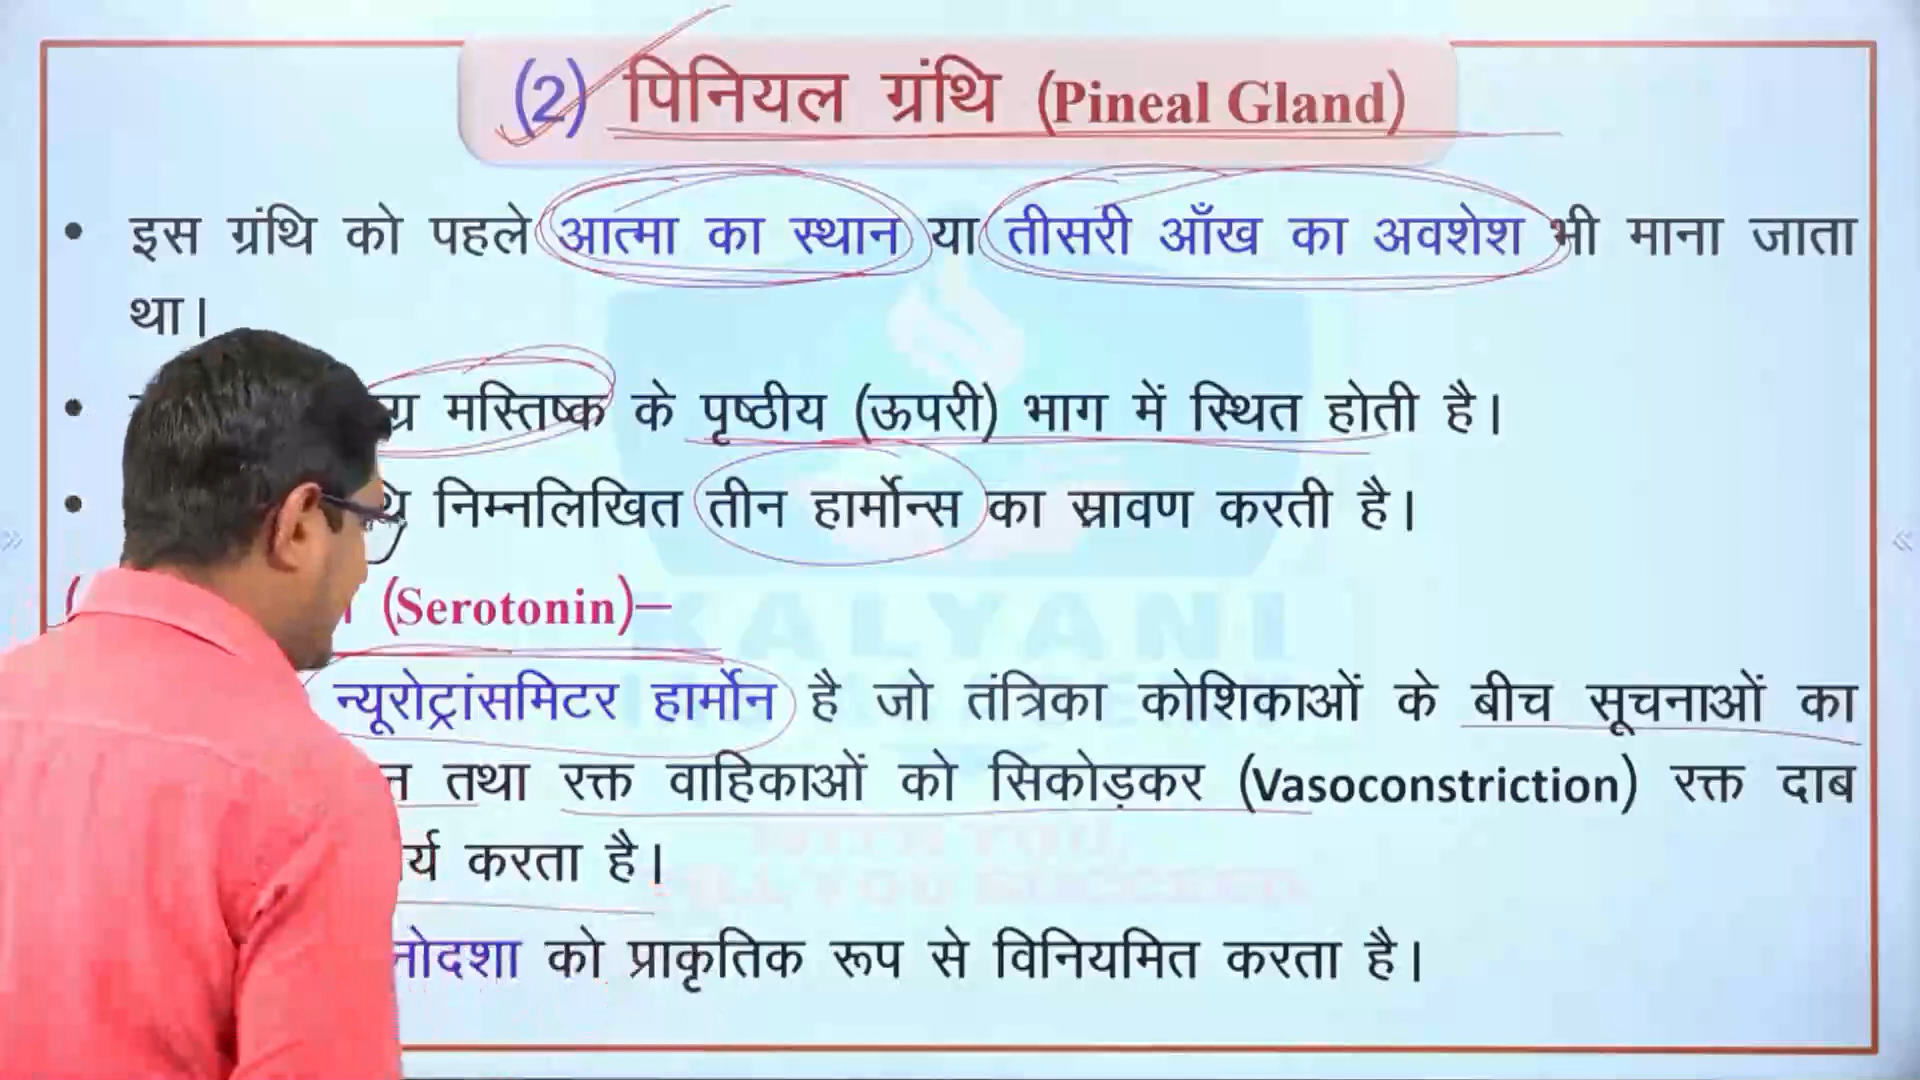 (2) पिनियल ग्रंथि (Pineal Gland)
• इस ग्रंथि को पहले आत्मा का स्थान या तीसरी आँख का अवशेश भी माना जाता
था।
• मस्तिष्क के पृष्ठीय (ऊपरी) भाग में स्थित होती है।
• निम्नलिखित तीन हार्मोन्स का स्रावण करती है।
(Serotonin)–
न्यूरोट्रांसमिटर हार्मोन है जो तंत्रिका कोशिकाओं के बीच सूचनाओं का
तथा रक्त वाहिकाओं को सिकोड़कर (Vasoconstriction) रक्त दाब
करता है।
को प्राकृतिक रूप से विनियमित करता है।
KALYANI